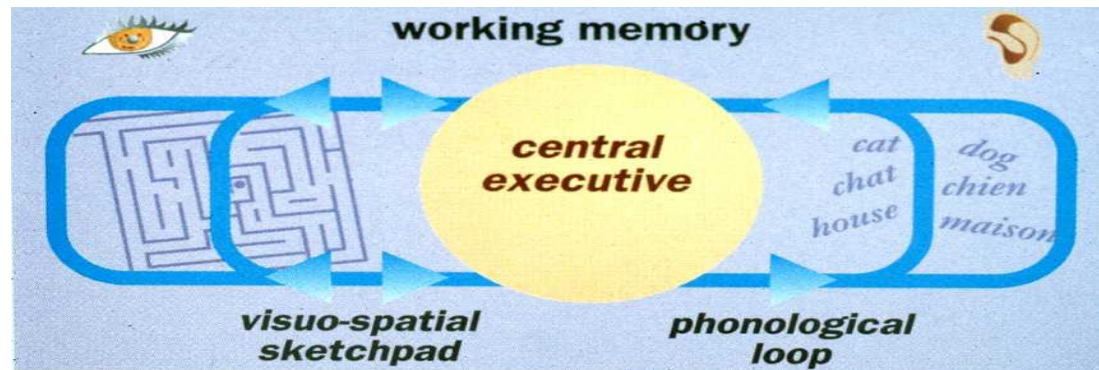 working memory
central
executive
cat
chat
house
dog
chien
maison
visuo-spatial
sketchpad
phonological
loop